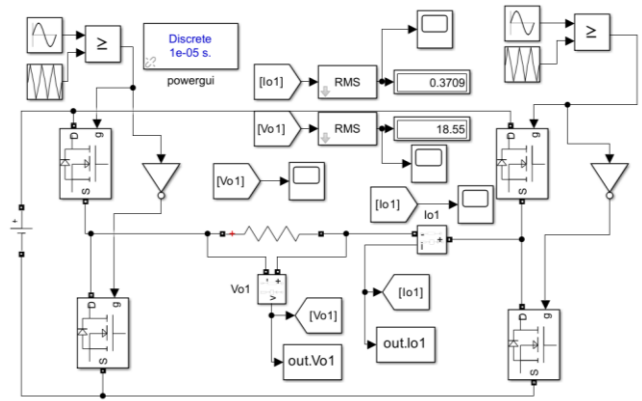 ≥
Discrete
1e-05 s.
powergui
≥
[Io1]
RMS
0.3709
[Vo1]
RMS
18.55
D
g
S
D
g
S
[Vo1]
[Io1]
Io1
+
-
+
i
-
+
v
Vo1
[Vo1]
out.Vo1
[Io1]
out.Io1
D
g
S
D
g
S